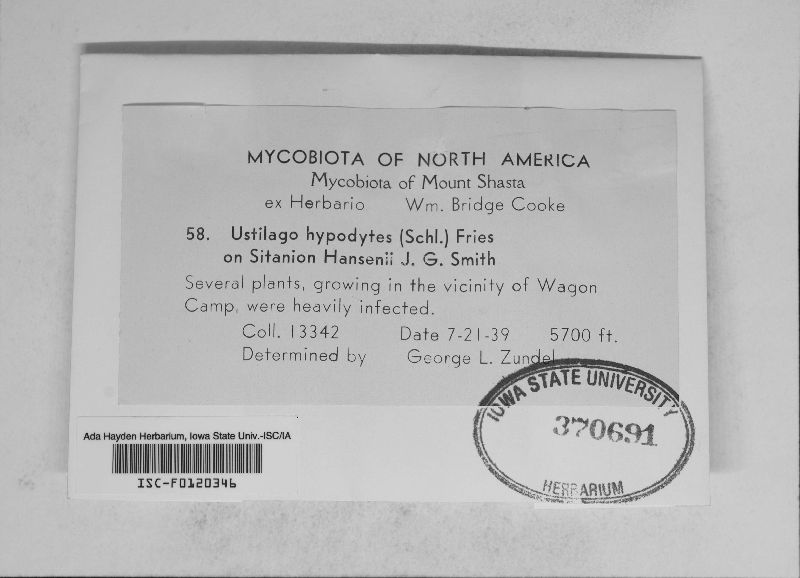 MYCOBIOTA OF NORTH AMERICA
Mycobiota of Mount Shasta
ex Herbario Wm. Bridge Cooke
58. Ustilago hypodytes (Schl.) Fries
on Sitanion Hansenii J. G. Smith
Several plants, growing in the vicinity of Wagon
Camp, were heavily infected.
Coll. 13342 Date 7-21-39 5700 ft.
Determined by George L. Zundel
IOWA STATE UNIVERSITY
370691
HERBARIUM
Ada Hayden Herbarium, Iowa State Univ.-ISC/IA
ISC-F0120346